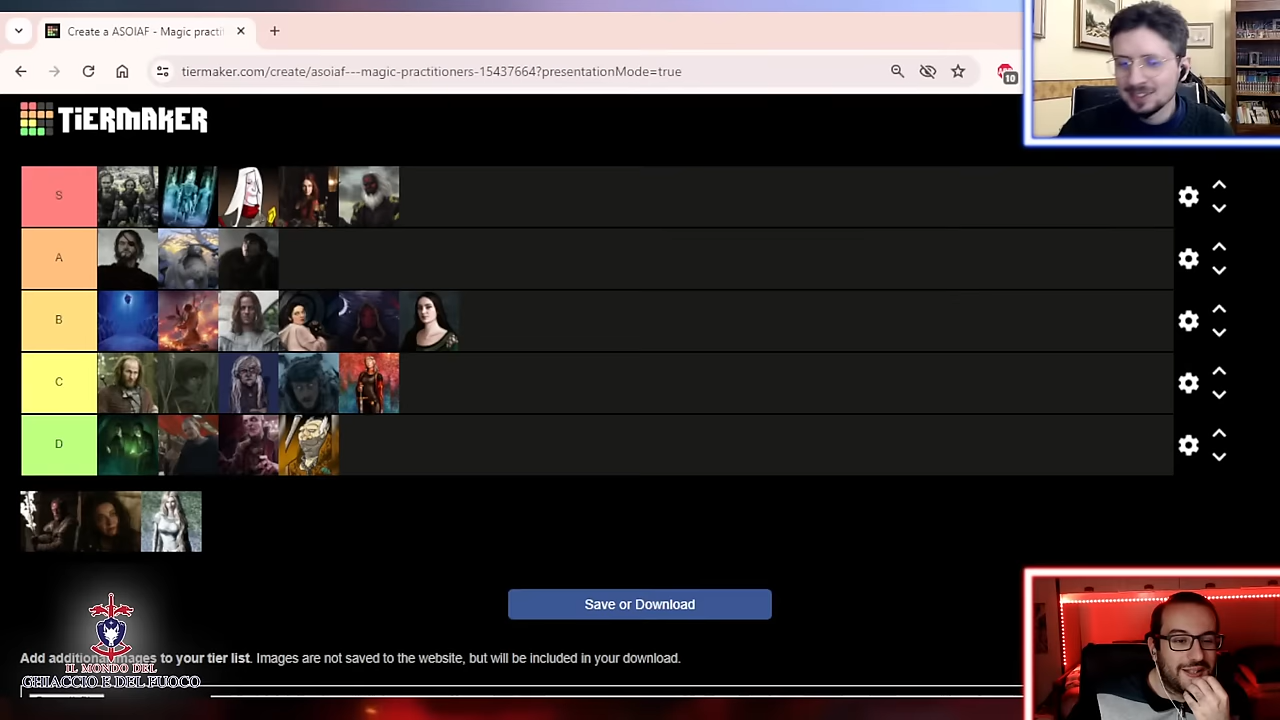 Create a ASOIAF - Magic practi
tiermaker.com/create/asoiaf---magic-practitioners-15437664?presentationMode=true
10
TiERMAKER
S
A
B
C
D
Save or Download
Add additional images to your tier list. Images are not saved to the website, but will be included in your download.
IL MONDO DEL
GHIACCIO E DEL FUOCO